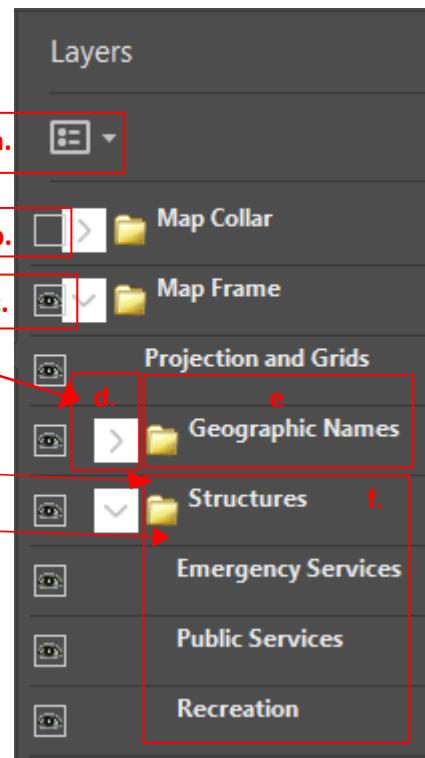 Layers
Map Collar
Map Frame
Projection and Grids
d. e
Geographic Names
Structures f.
Emergency Services
Public Services
Recreation